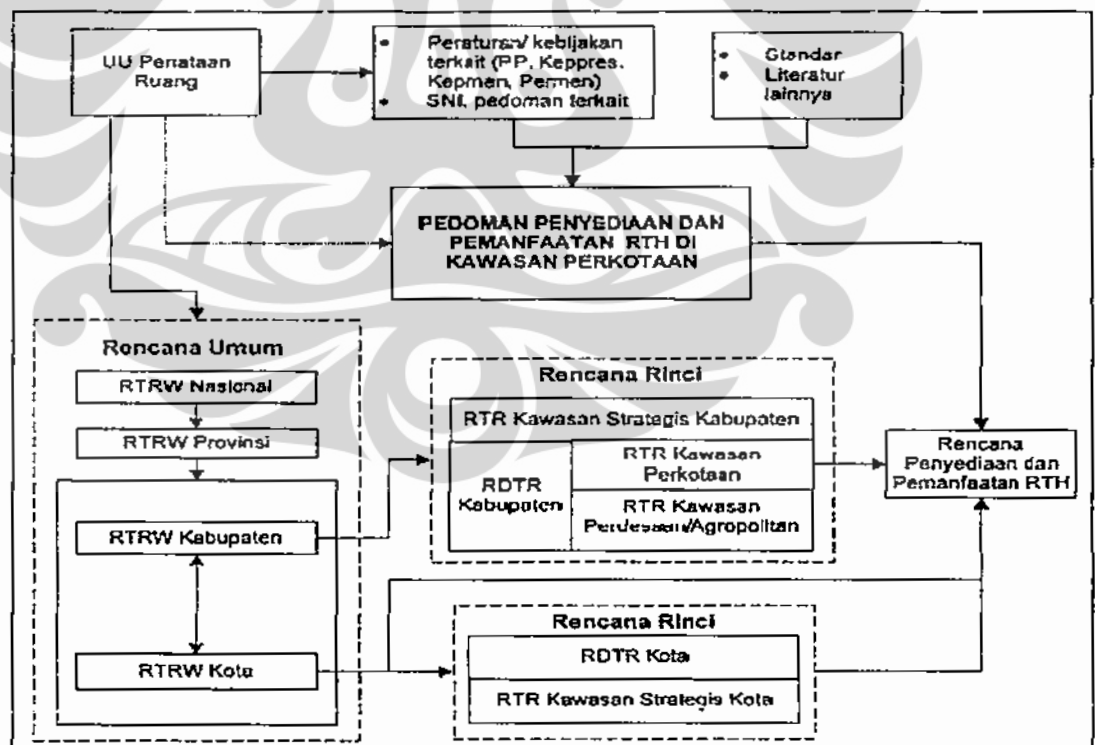 UU Penataan
Ruang
• Peraturan/ kebijakan
terkait (PP, Keppres,
Kepmen, Permen)
• SNI, pedoman terkait
• Standar
• Literatur
lainnya
PEDOMAN PENYEDIAAN DAN
PEMANFAATAN RTH DI
KAWASAN PERKOTAAN
Rencana Umum
RTRW Nasional
RTRW Provinsi
RTRW Kabupaten
RTRW Kota
Rencana Rinci
RTR Kawasan Strategis Kabupaten
RDTR
Kabupaten
RTR Kawasan
Perkotaan
RTR Kawasan
Perdesaan/Agropolitan
Rencana Rinci
RDTR Kota
RTR Kawasan Strategis Kota
Rencana
Penyediaan dan
Pemanfaatan RTH